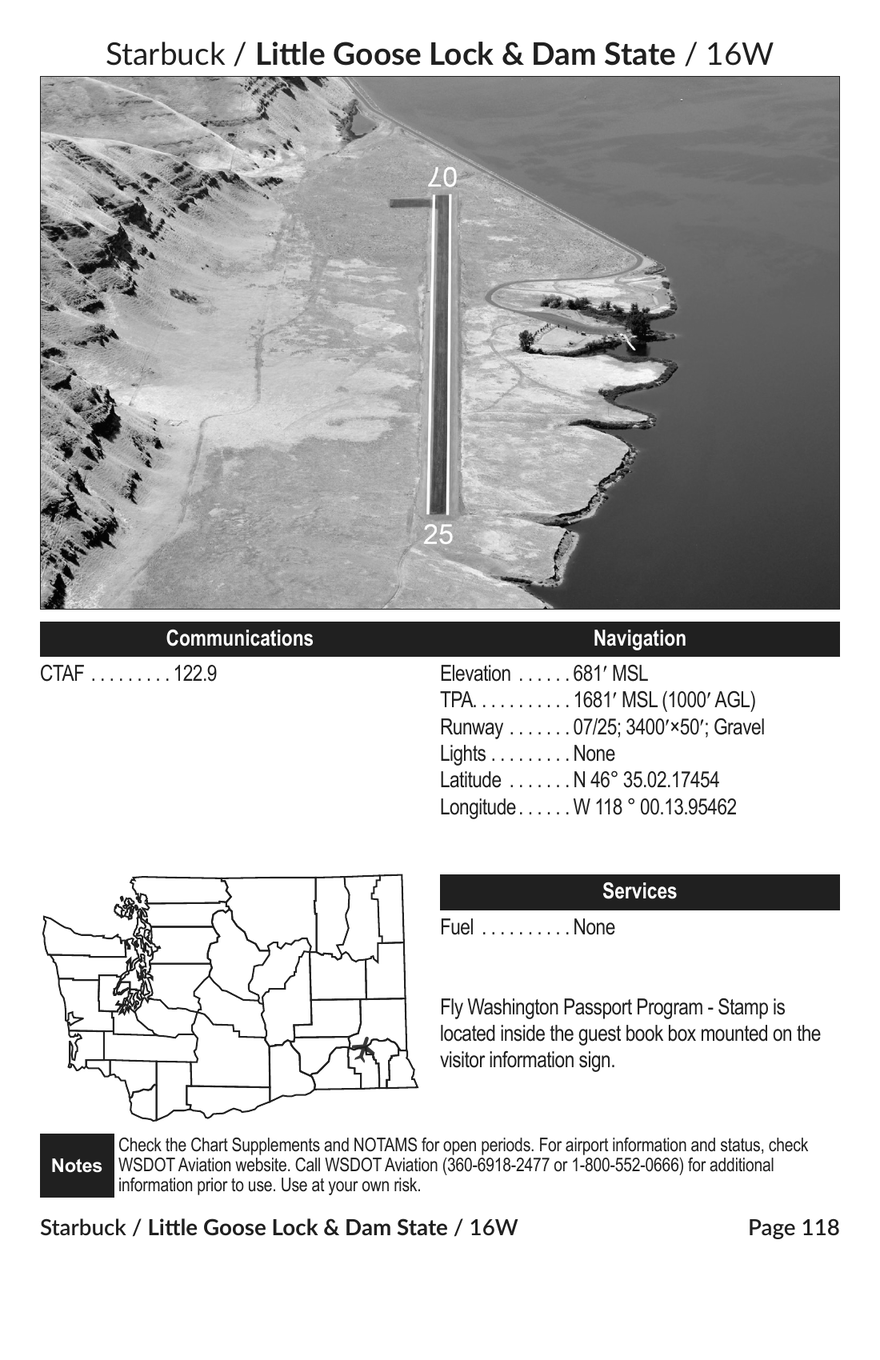 Starbuck / Little Goose Lock & Dam State / 16W
07
25
Communications
CTAF . . . . . . . . . 122.9
Navigation
Elevation . . . . . . 681′ MSL
TPA. . . . . . . . . . . 1681′ MSL (1000′ AGL)
Runway . . . . . . . 07/25; 3400′×50′; Gravel
Lights . . . . . . . . . None
Latitude . . . . . . . N 46° 35.02.17454
Longitude . . . . . . W 118 ° 00.13.95462
Services
Fuel . . . . . . . . . . None
Fly Washington Passport Program - Stamp is
located inside the guest book box mounted on the
visitor information sign.
Notes
Check the Chart Supplements and NOTAMS for open periods. For airport information and status, check
WSDOT Aviation website. Call WSDOT Aviation (360-6918-2477 or 1-800-552-0666) for additional
information prior to use. Use at your own risk.
Starbuck / Little Goose Lock & Dam State / 16W
Page 118